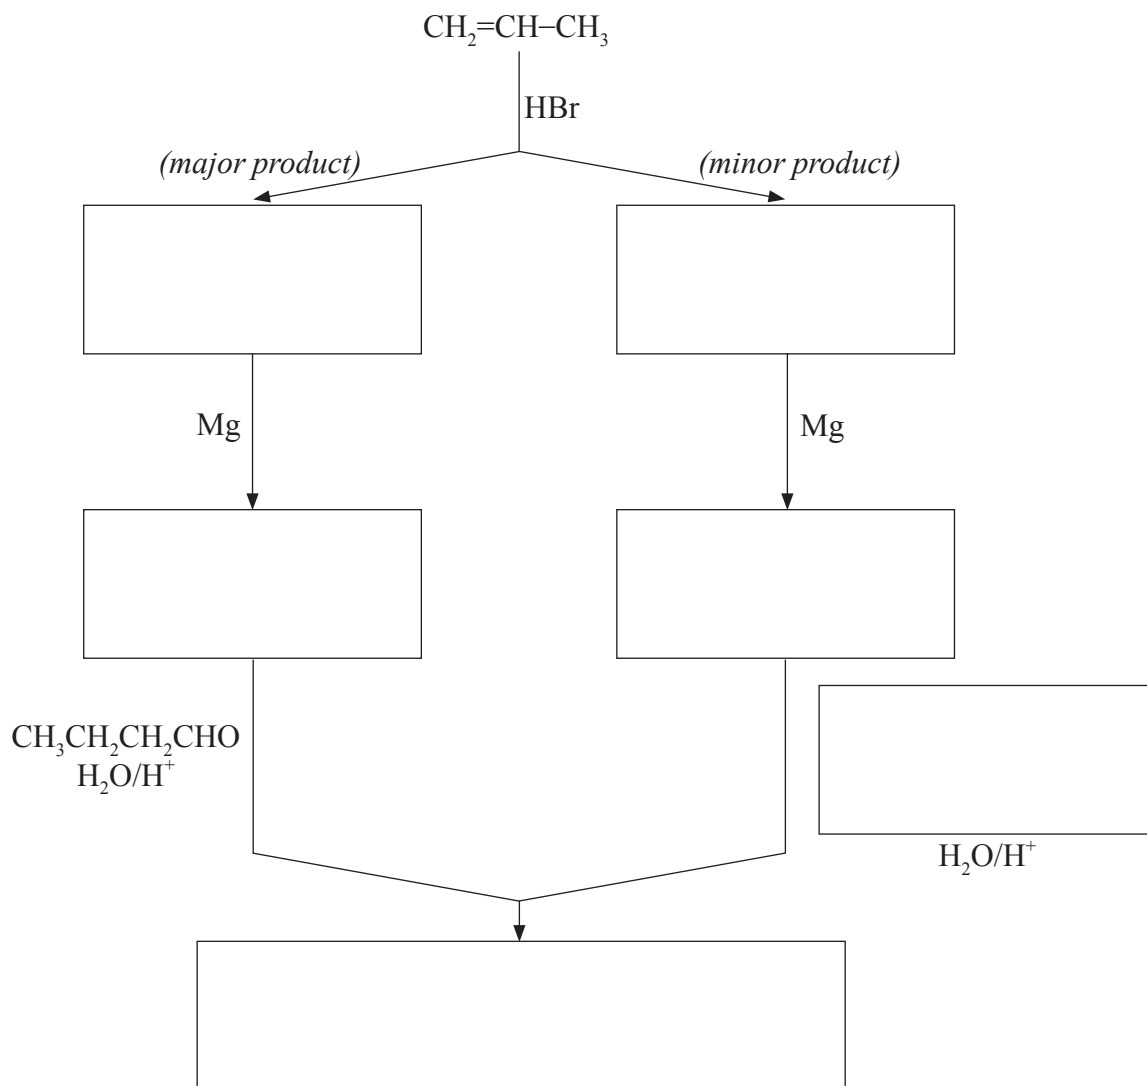 CH₂=CH–CH₃
HBr
(major product)
(minor product)
Mg
Mg
CH₃CH₂CH₂CHO
H₂O/H⁺
H₂O/H⁺